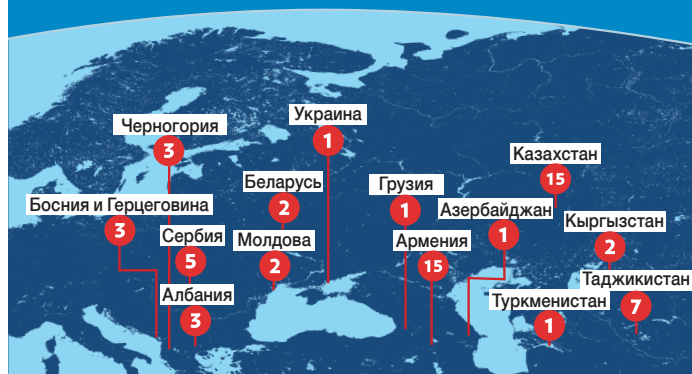 Украина
1
Черногория
3
Казахстан
15
Беларусь
2
Грузия
1
Босния и Герцеговина
3
Азербайджан
1
Кыргызстан
2
Сербия
5
Молдова
2
Армения
15
Таджикистан
7
Албания
3
Туркменистан
1